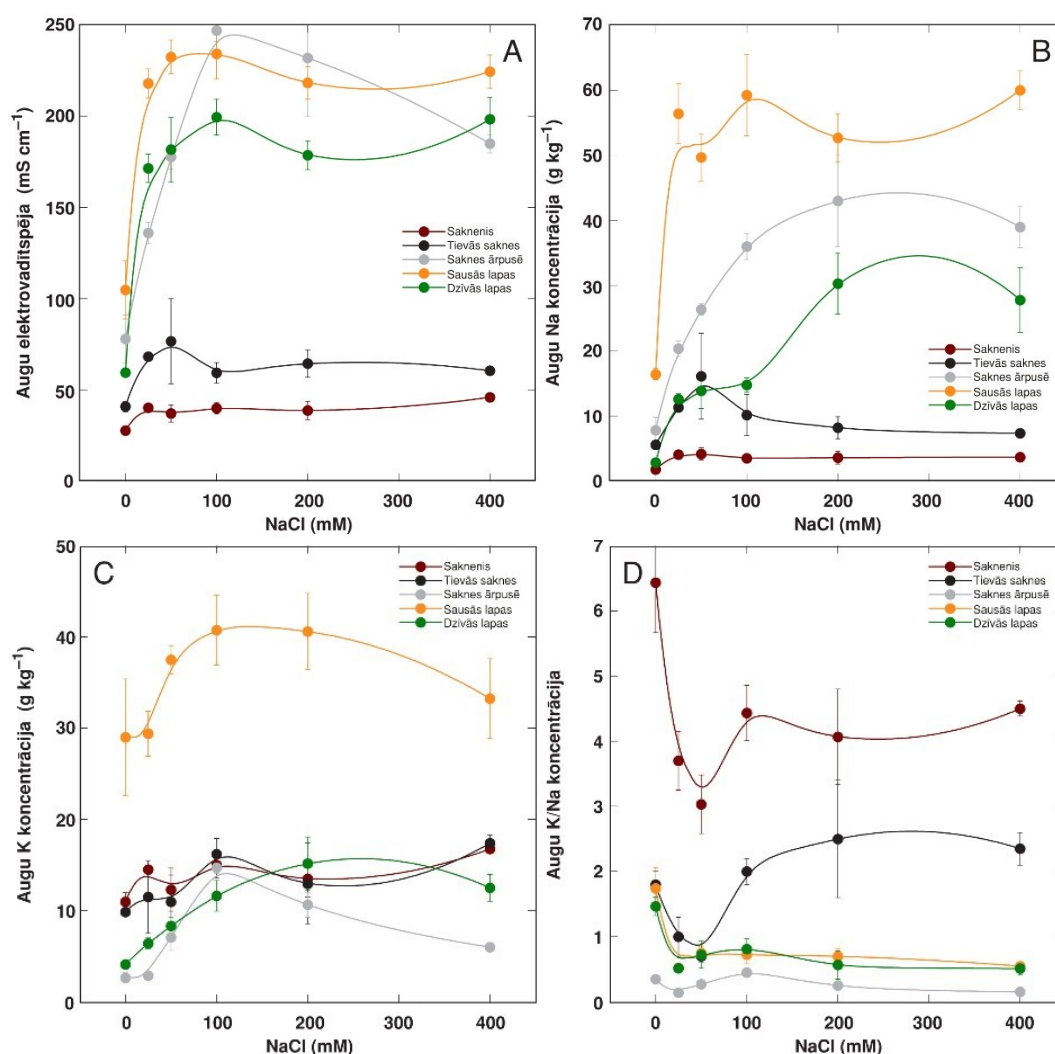 A
Augu elektrovadītspēja (mS cm⁻¹)
250
200
150
100
50
0
Saknenis
Tievās saknes
Saknes ārpusē
Sausās lapas
Dzīvās lapas
0 100 200 300 400
NaCl (mM)
B
Augu Na koncentrācija (g kg⁻¹)
70
60
50
40
30
20
10
0
Saknenis
Tievās saknes
Saknes ārpusē
Sausās lapas
Dzīvās lapas
0 100 200 300 400
NaCl (mM)
C
Augu K koncentrācija (g kg⁻¹)
50
40
30
20
10
0
Saknenis
Tievās saknes
Saknes ārpusē
Sausās lapas
Dzīvās lapas
0 100 200 300 400
NaCl (mM)
D
Augu K/Na koncentrācija
7
6
5
4
3
2
1
0
Saknenis
Tievās saknes
Saknes ārpusē
Sausās lapas
Dzīvās lapas
0 100 200 300 400
NaCl (mM)